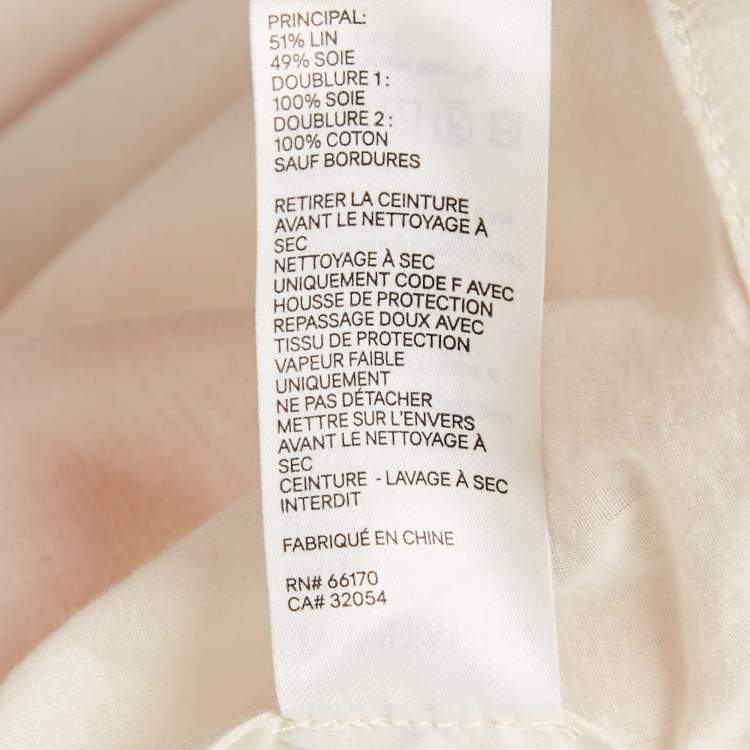 PRINCIPAL:
51% LIN
49% SOIE
DOUBLURE 1 :
100% SOIE
DOUBLURE 2 :
100% COTON
SAUF BORDURES
RETIRER LA CEINTURE
AVANT LE NETTOYAGE À
SEC
NETTOYAGE À SEC
UNIQUEMENT CODE F AVEC
HOUSSE DE PROTECTION
REPASSAGE DOUX AVEC
TISSU DE PROTECTION
VAPEUR FAIBLE
UNIQUEMENT
NE PAS DÉTACHER
METTRE SUR L'ENVERS
AVANT LE NETTOYAGE À
SEC
CEINTURE - LAVAGE À SEC
INTERDIT
FABRIQUÉ EN CHINE
RN# 66170
CA# 32054